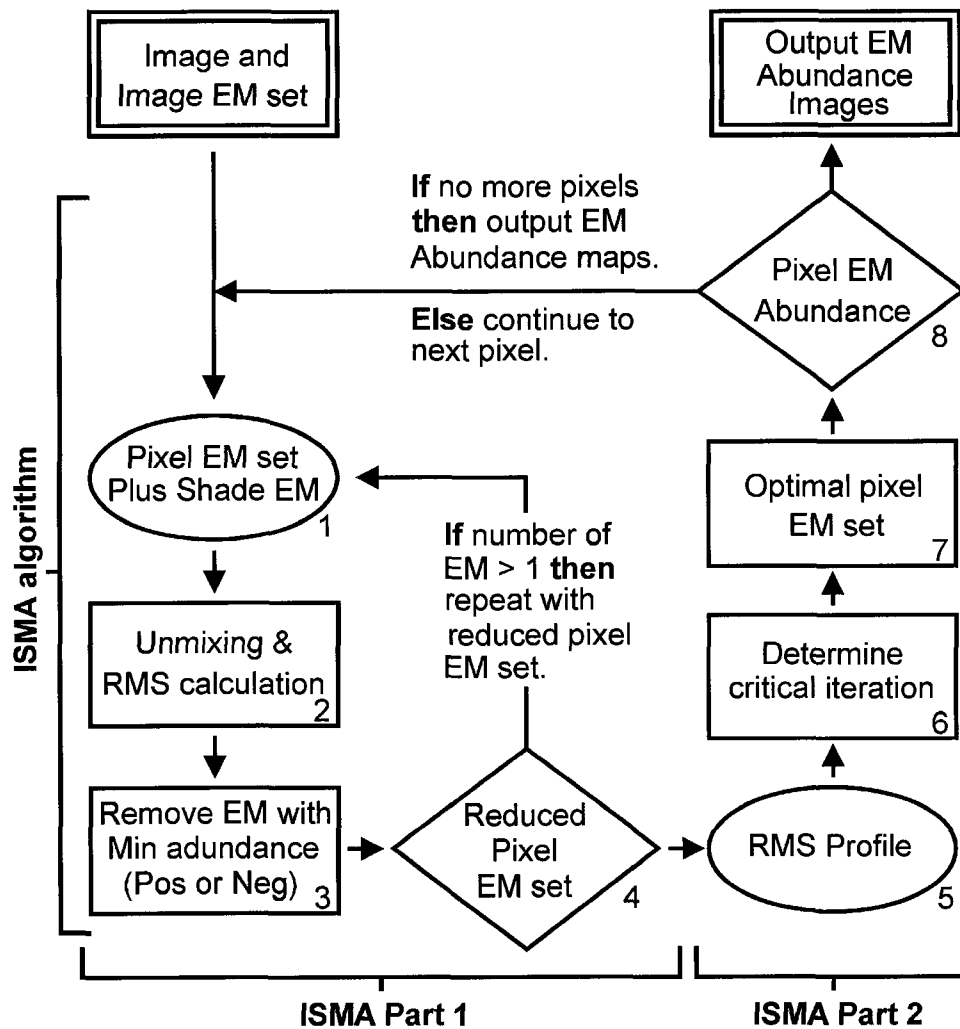 Image and
Image EM set
Output EM
Abundance
Images
If no more pixels
then output EM
Abundance maps.
Else continue to
next pixel.
Pixel EM
Abundance
8
ISMA algorithm
Pixel EM set
Plus Shade EM
1
If number of
EM > 1 then
repeat with
reduced pixel
EM set.
Unmixing &
RMS calculation
2
Remove EM with
Min adundance
(Pos or Neg)
3
Reduced
Pixel
EM set
4
RMS Profile
5
Determine
critical iteration
6
Optimal pixel
EM set
7
ISMA Part 1
ISMA Part 2